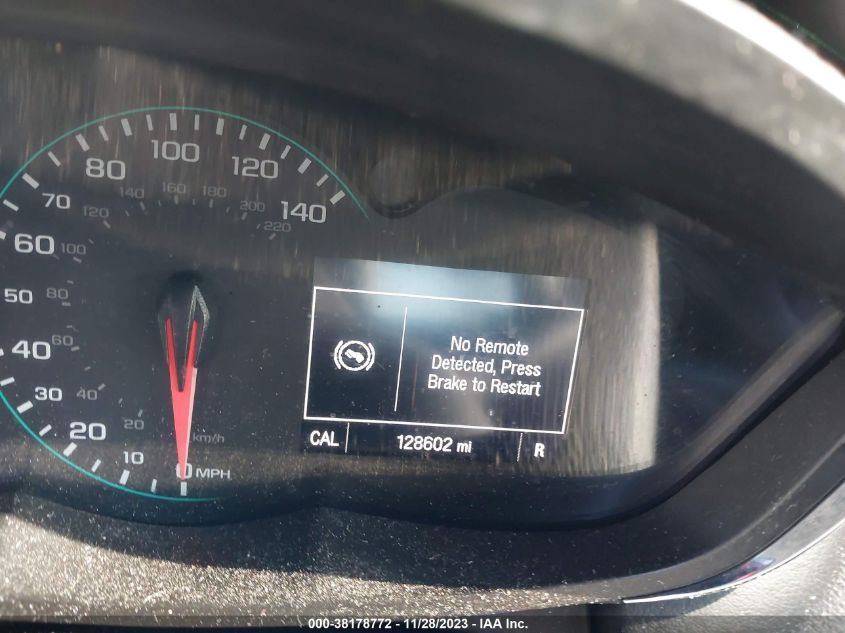 100
80
120
140
160
180
70
120
200
140
220
60
100
50
80
40
60
30
40
20
20
km/h
10
0 MPH
No Remote
Detected, Press
Brake to Restart
CAL
128602 mi
R
000-38178772 - 11/28/2023 - IAA Inc.